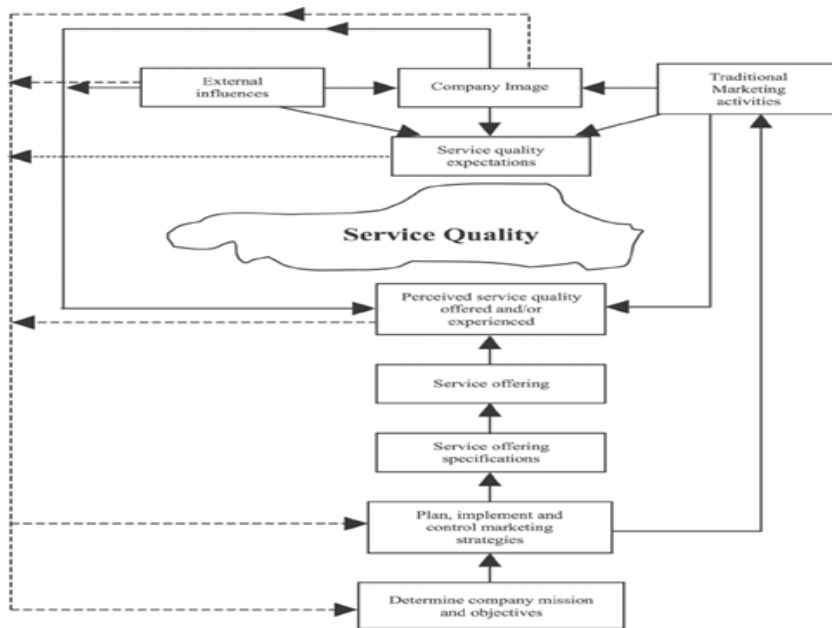 External
influences
Company Image
Traditional
Marketing
activities
Service quality
expectations
Service Quality
Perceived service quality
offered and/or
experienced
Service offering
Service offering
specifications
Plan, implement and
control marketing
strategies
Determine company mission
and objectives